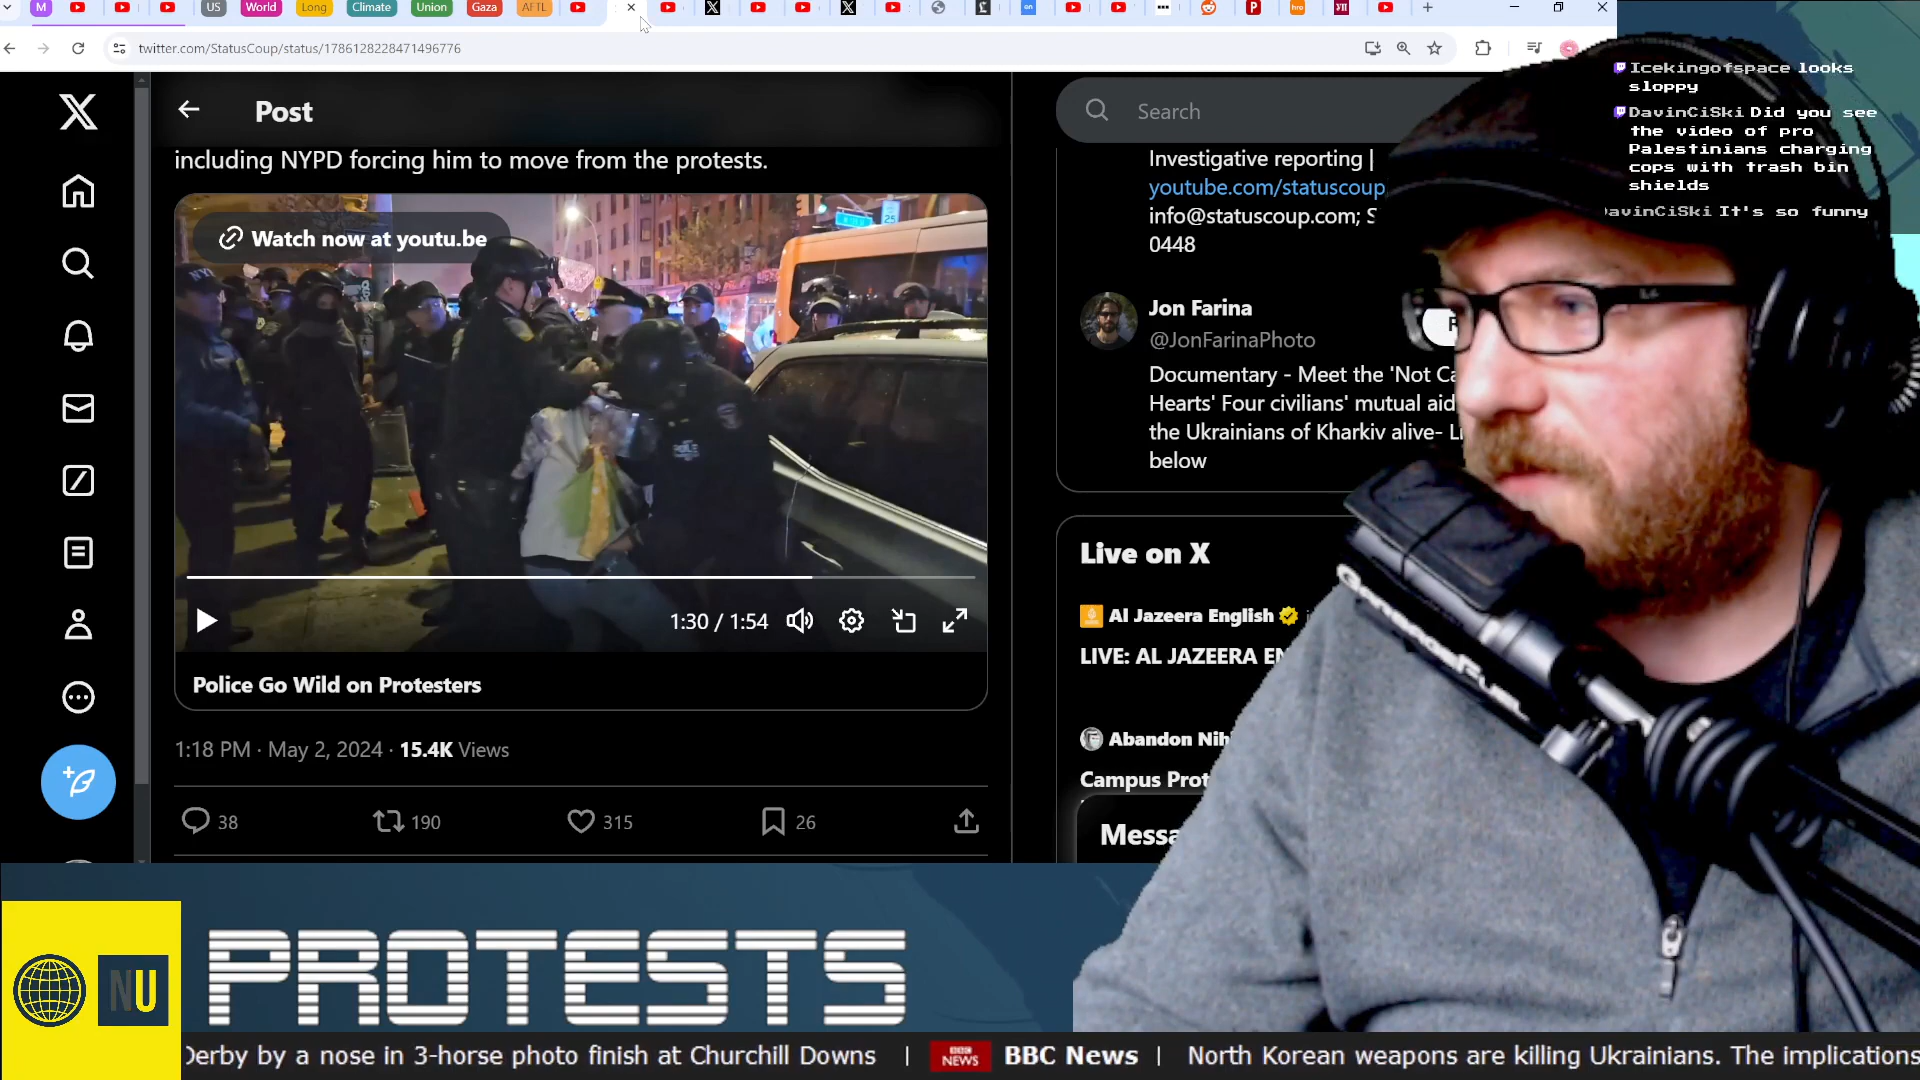 M
US
World
Long
Climate
Union
Gaza
AFTL
twitter.com/StatusCoup/status/1786128228471496776
Post
including NYPD forcing him to move from the protests.
Watch now at youtu.be
25
1:30 / 1:54
Police Go Wild on Protesters
1:18 PM · May 2, 2024 · 15.4K Views
38
190
315
26
Search
Investigative reporting |
youtube.com/statuscoup
info@statuscoup.com; S
0448
Jon Farina
@JonFarinaPhoto
Documentary - Meet the 'Not Ca
Hearts' Four civilians' mutual aid
the Ukrainians of Kharkiv alive- Li
below
Live on X
Al Jazeera English
LIVE: AL JAZEERA EN
Abandon Nih
Campus Prot
Messa
Icekingofspace looks
sloppy
DavinCiSki Did you see
the video of pro
Palestinians charging
cops with trash bin
shields
avinCiSki It's so funny
NU
PROTESTS
Derby by a nose in 3-horse photo finish at Churchill Downs | BBC NEWS BBC News | North Korean weapons are killing Ukrainians. The implications